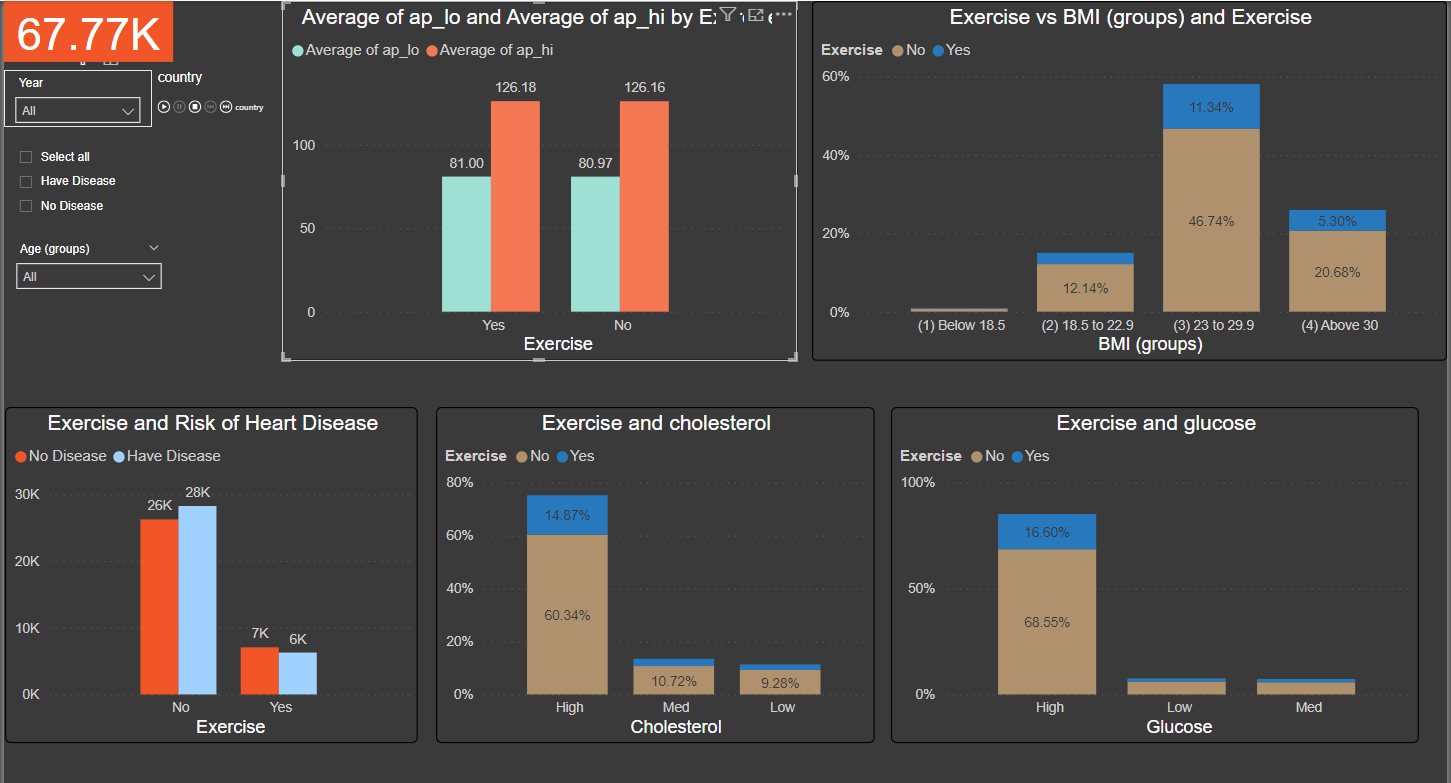 67.77K
Year
All
country
country
Select all
Have Disease
No Disease
Age (groups)
All
Average of ap_lo and Average of ap_hi by
Average of ap_lo Average of ap_hi
126.18 126.16
81.00 80.97
100
50
0
Yes No
Exercise
Exercise vs BMI (groups) and Exercise
Exercise No Yes
60%
40%
20%
0%
11.34%
46.74%
5.30%
20.68%
12.14%
(1) Below 18.5 (2) 18.5 to 22.9 (3) 23 to 29.9 (4) Above 30
BMI (groups)
Exercise and Risk of Heart Disease
No Disease Have Disease
30K
20K
10K
0K
26K 28K
7K 6K
No Yes
Exercise
Exercise and cholesterol
Exercise No Yes
80%
60%
40%
20%
0%
14.87%
60.34%
10.72% 9.28%
High Med Low
Cholesterol
Exercise and glucose
Exercise No Yes
100%
50%
0%
16.60%
68.55%
High Low Med
Glucose